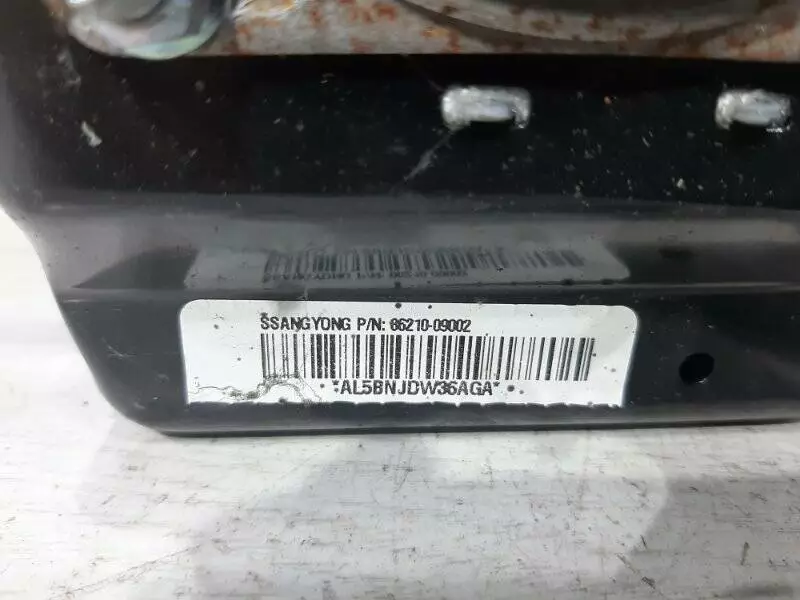 SSANGYONG P/N: 86210-09002
*AL5BNJDW36AGA*